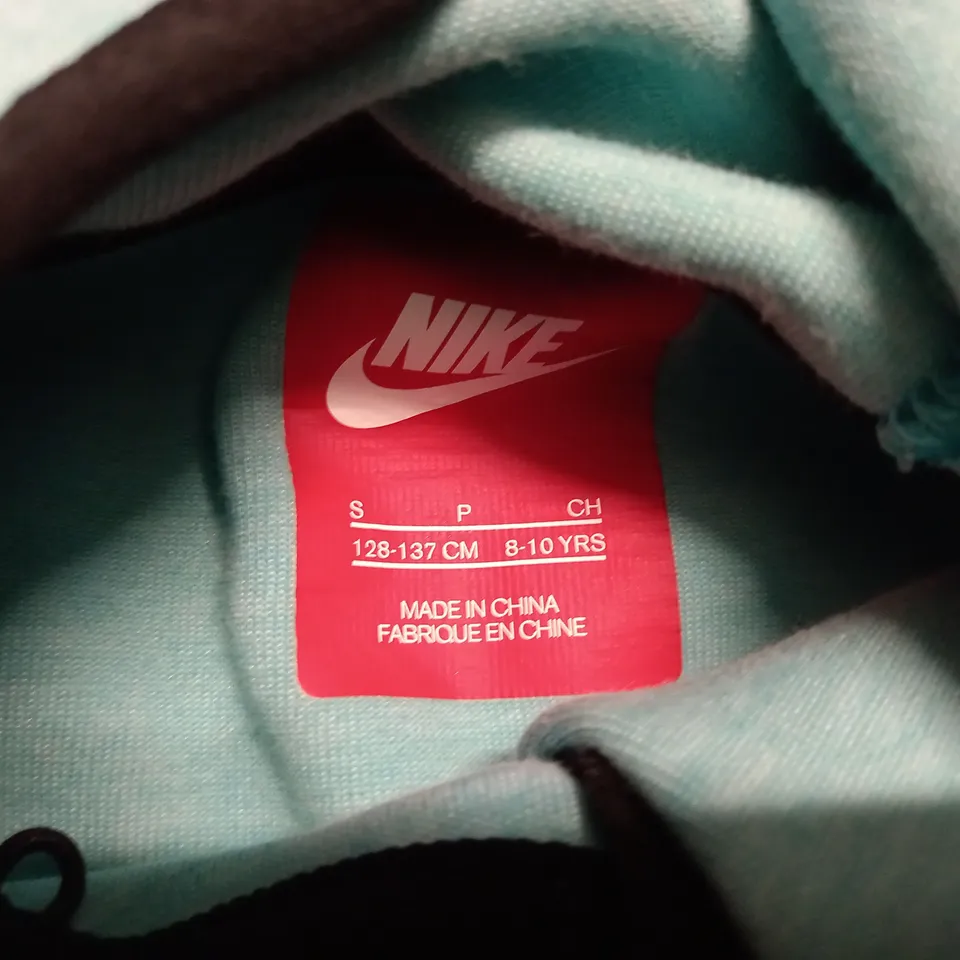 NIKE
S P CH
128-137 CM 8-10 YRS
MADE IN CHINA
FABRIQUE EN CHINE